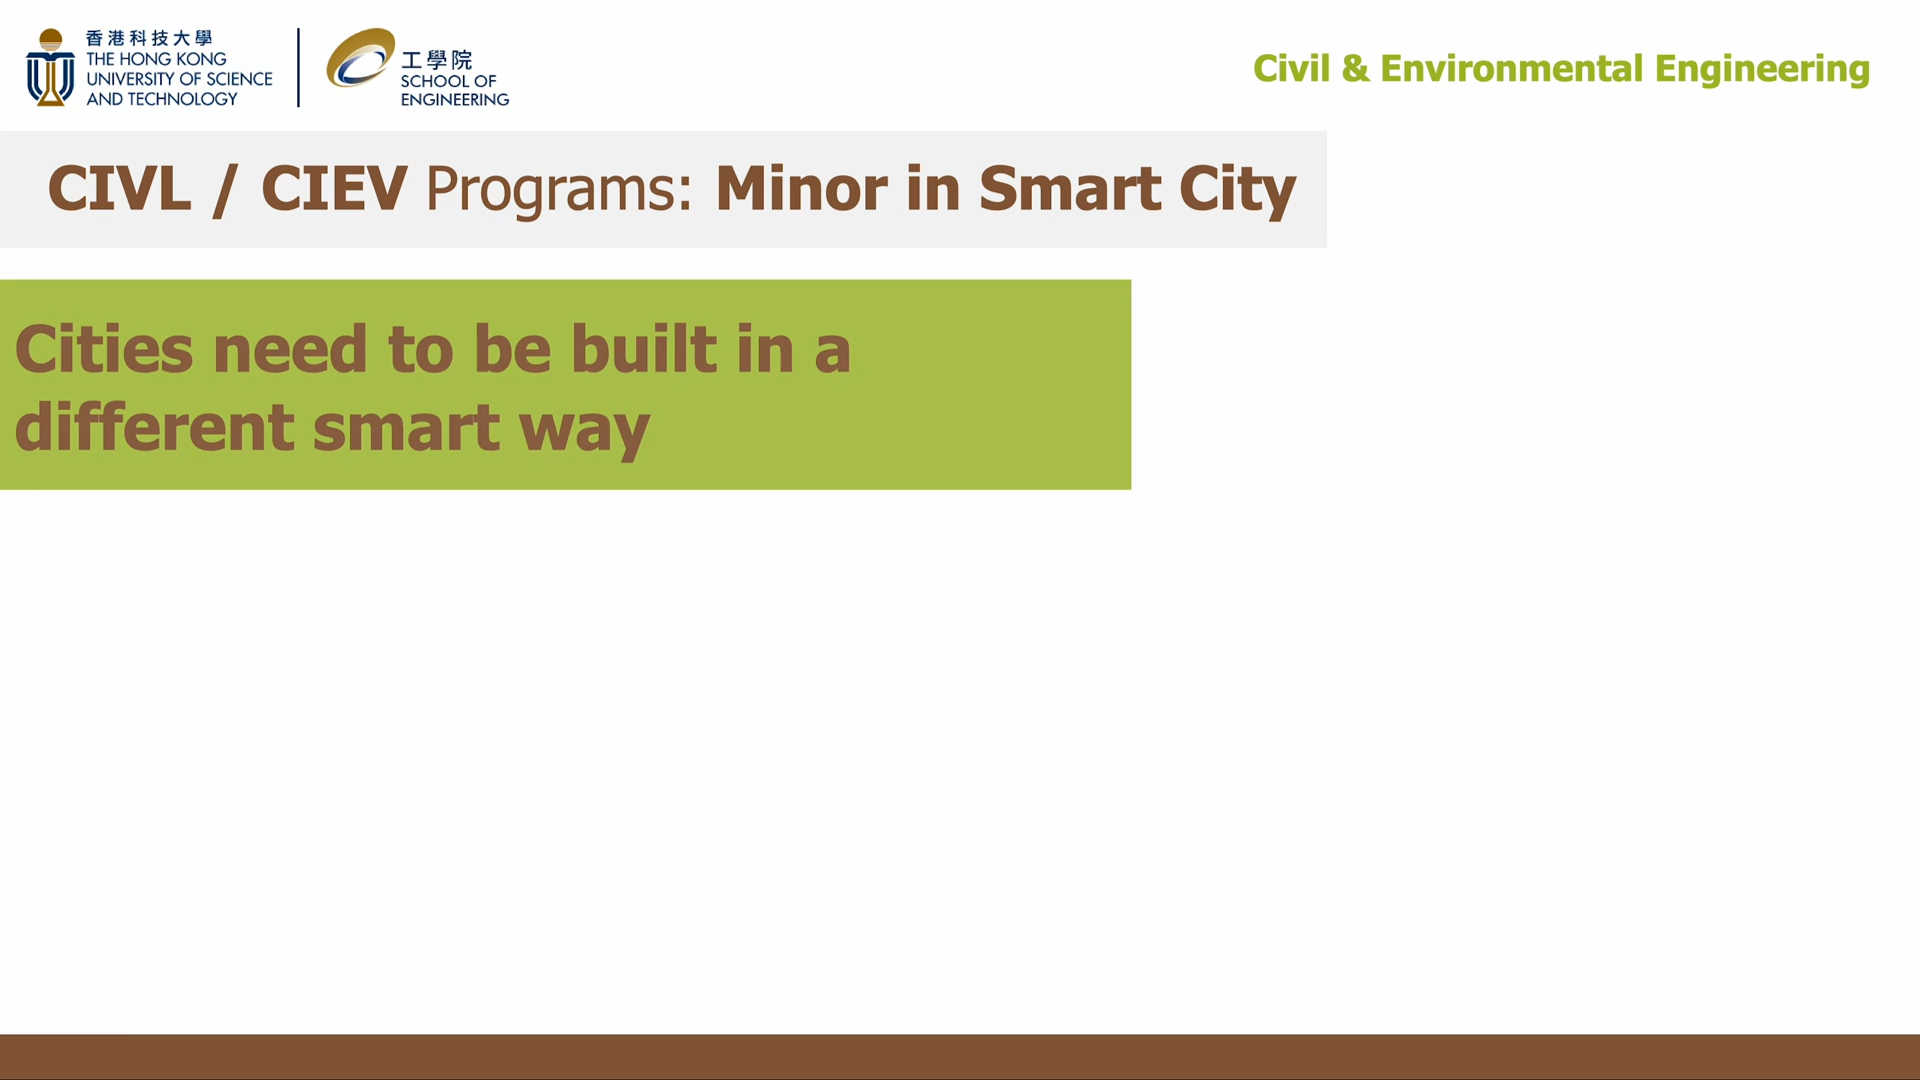 香港科技大學
THE HONG KONG
UNIVERSITY OF SCIENCE
AND TECHNOLOGY
工學院
SCHOOL OF
ENGINEERING
Civil & Environmental Engineering
CIVL / CIEV Programs: Minor in Smart City
Cities need to be built in a
different smart way